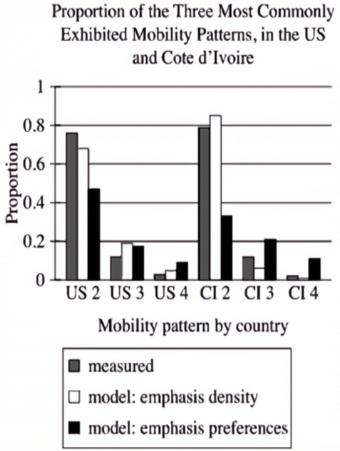 Proportion of the Three Most Commonly
Exhibited Mobility Patterns, in the US
and Cote d'Ivoire
1
0.8
0.6
0.4
0.2
0
Proportion
US 2 US 3 US 4 CI 2 CI 3 CI 4
Mobility pattern by country
measured
model: emphasis density
model: emphasis preferences